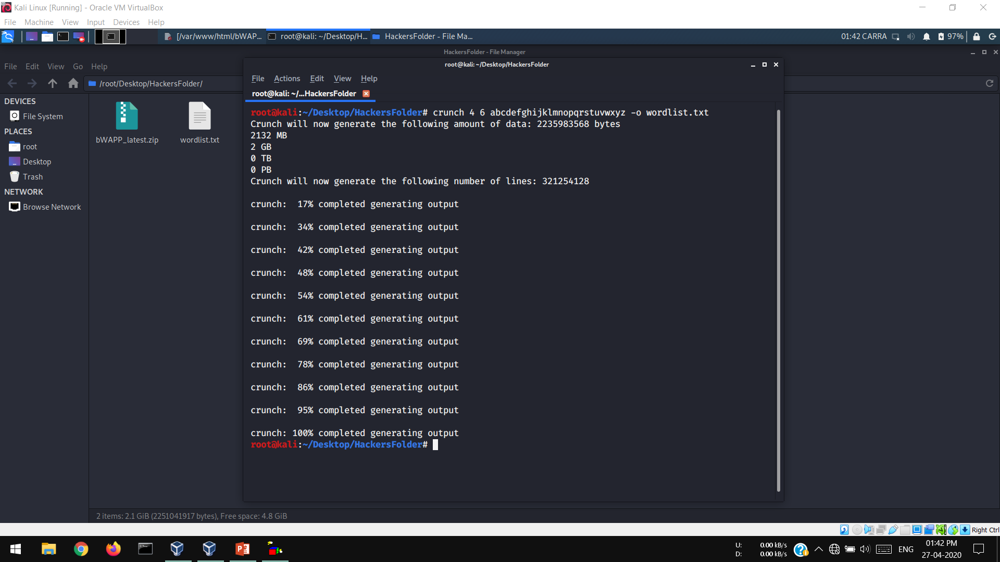 Kali Linux [Running] - Oracle VM VirtualBox
File Machine View Input Devices Help
[/var/www/html/bWAP... root@kali: ~/Desktop/H... HackersFolder - File Ma... 01:42 CARRA 97%
HackersFolder - File Manager
File Edit View Go Help
/root/Desktop/HackersFolder/
DEVICES
File System
PLACES
root
Desktop
Trash
NETWORK
Browse Network
bWAPP_latest.zip wordlist.txt
root@kali: ~/Desktop/HackersFolder
File Actions Edit View Help
root@kali: ~/...HackersFolder
root@kali:~/Desktop/HackersFolder# crunch 4 6 abcdefghijklmnopqrstuvwxyz -o wordlist.txt
Crunch will now generate the following amount of data: 2235983568 bytes
2132 MB
2 GB
0 TB
0 PB
Crunch will now generate the following number of lines: 321254128
crunch:  17% completed generating output
crunch:  34% completed generating output
crunch:  42% completed generating output
crunch:  48% completed generating output
crunch:  54% completed generating output
crunch:  61% completed generating output
crunch:  69% completed generating output
crunch:  78% completed generating output
crunch:  86% completed generating output
crunch:  95% completed generating output
crunch: 100% completed generating output
root@kali:~/Desktop/HackersFolder#
2 items: 2.1 GiB (2251041917 bytes), Free space: 4.8 GiB
Right Ctrl
U: 0.00 kB/s
D: 0.00 kB/s
ENG
01:42 PM
27-04-2020